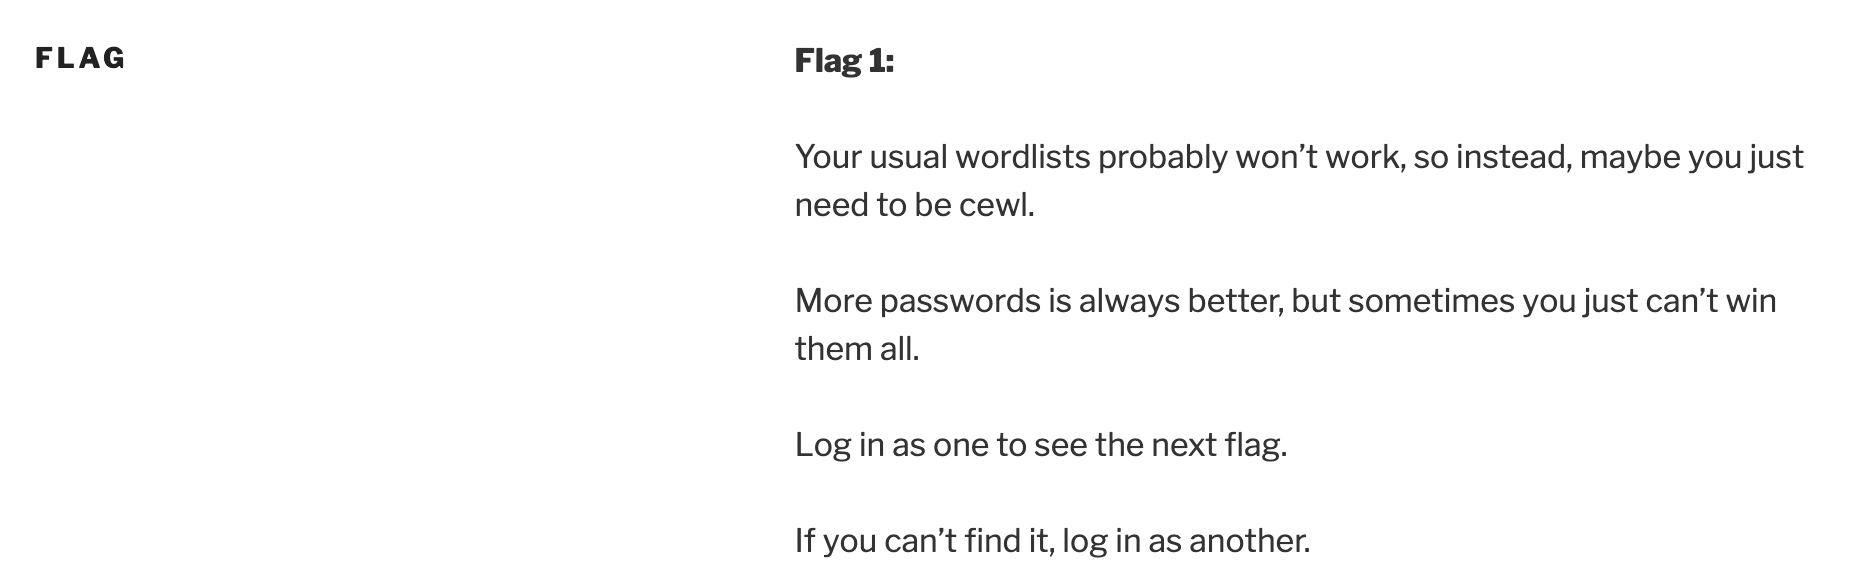 FLAG
Flag 1:
Your usual wordlists probably won’t work, so instead, maybe you just
need to be cewl.
More passwords is always better, but sometimes you just can’t win
them all.
Log in as one to see the next flag.
If you can’t find it, log in as another.